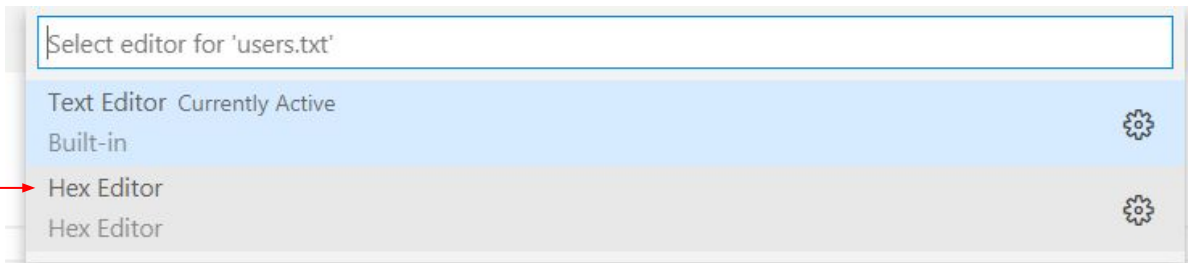 Select editor for 'users.txt'
Text Editor Currently Active
Built-in
Hex Editor
Hex Editor